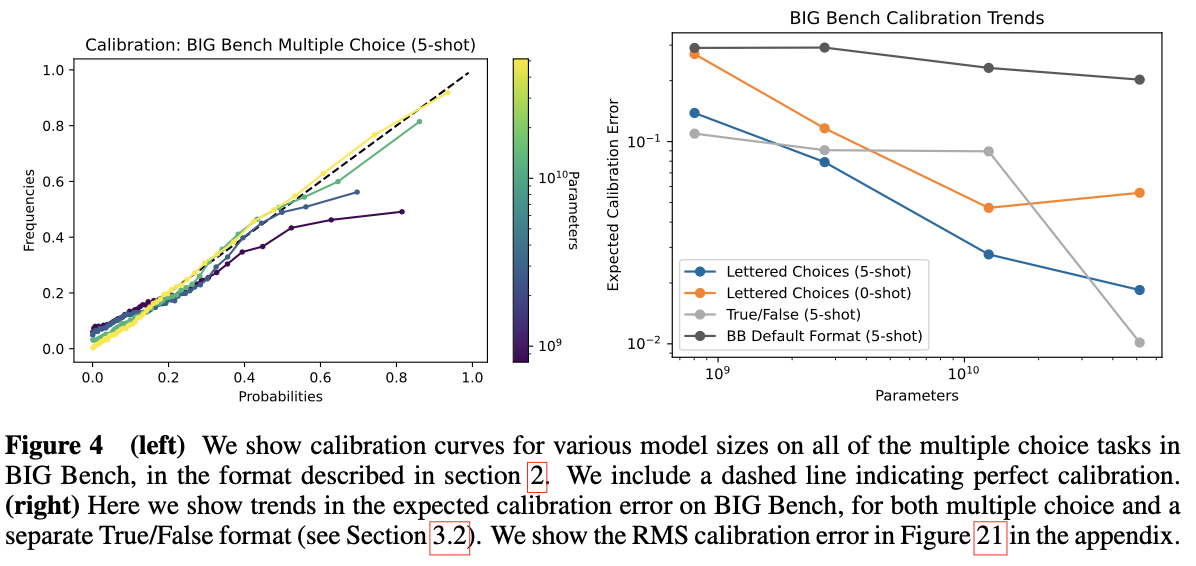 Calibration: BIG Bench Multiple Choice (5-shot)
1.0
0.8
0.6
0.4
0.2
0.0
Frequencies
0.0 0.2 0.4 0.6 0.8 1.0
Probabilities
10^10
10^9
Parameters
BIG Bench Calibration Trends
10^-1
10^-2
Expected Calibration Error
Lettered Choices (5-shot)
Lettered Choices (0-shot)
True/False (5-shot)
BB Default Format (5-shot)
10^9 10^10
Parameters
Figure 4 (left) We show calibration curves for various model sizes on all of the multiple choice tasks in
BIG Bench, in the format described in section 2. We include a dashed line indicating perfect calibration.
(right) Here we show trends in the expected calibration error on BIG Bench, for both multiple choice and a
separate True/False format (see Section 3.2). We show the RMS calibration error in Figure 21 in the appendix.